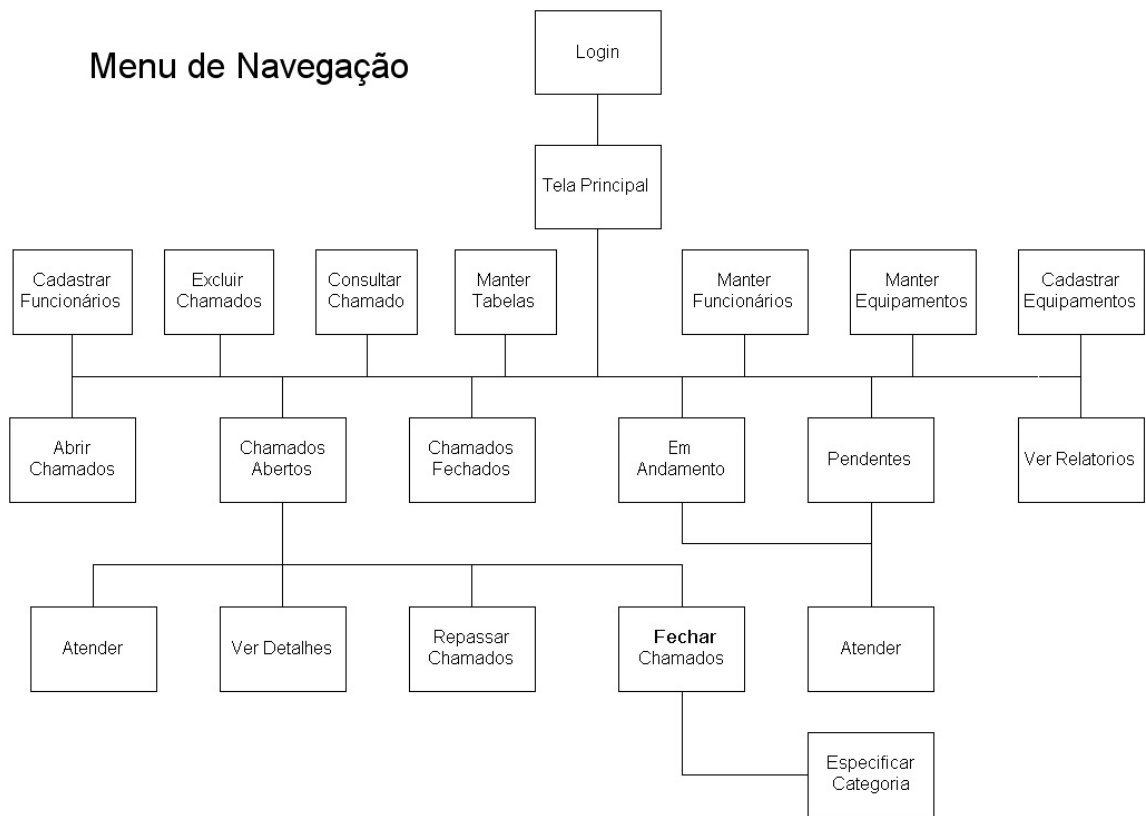 Menu de Navegação
Login
Tela Principal
Cadastrar
Funcionários
Excluir
Chamados
Consultar
Chamado
Manter
Tabelas
Manter
Funcionários
Manter
Equipamentos
Cadastrar
Equipamentos
Abrir
Chamados
Chamados
Abertos
Chamados
Fechados
Em
Andamento
Pendentes
Ver Relatorios
Atender
Ver Detalhes
Repassar
Chamados
Fechar
Chamados
Atender
Especificar
Categoria